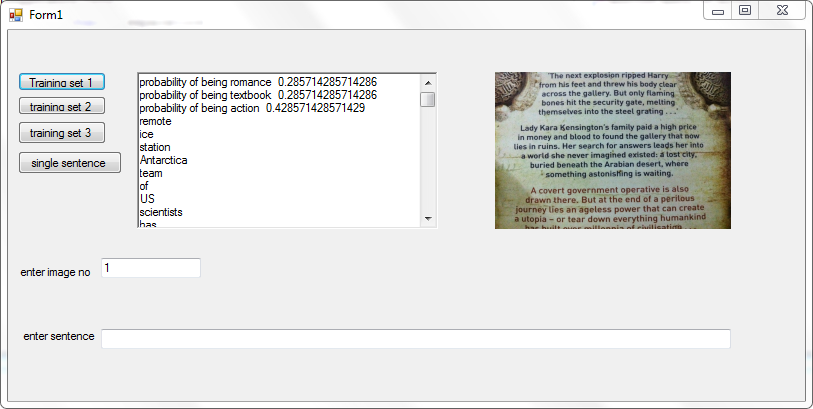 Form1
Training set 1
training set 2
training set 3
single sentence
probability of being romance 0.285714285714286
probability of being textbook 0.285714285714286
probability of being action 0.428571428571429
remote
ice
station
Antarctica
team
of
US
scientists
has
The next explosion ripped Harry
from his feet and threw his body clear
across the gallery. But only flaming
bones hit the security gate, melting
themselves into the steel grating . . .
Lady Kara Kensington's family paid a high price
in money and blood to found the gallery that now
lies in ruins. Her search for answers leads her into
a world she never imagined existed: a lost city,
buried beneath the Arabian desert, where
something astonishing is waiting.
A covert government operative is also
drawn there. But at the end of a perilous
journey lies an ageless power that can create
a utopia – or tear down everything humankind
has built over millennia of civilisation . . .
enter image no
1
enter sentence